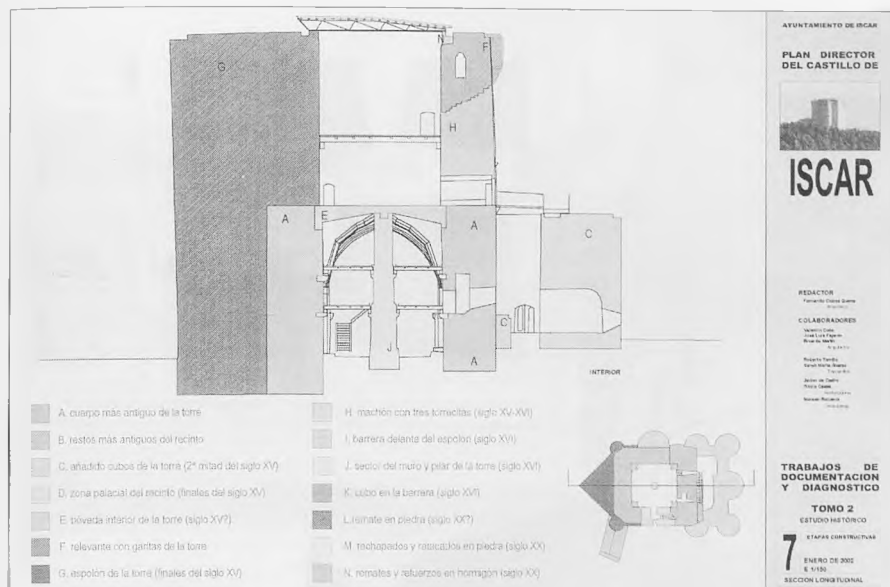 N
F
G
H
A
E
A
C
C
J
A
INTERIOR
A. cuerpo más antiguo de la torre
B. restos más antiguos del recinto
C. añadido cubos de la torre (2ª mitad del siglo XV)
D. zona palacial del recinto (finales del siglo XV)
E. bóveda interior de la torre (siglo XV?)
F. relevante con garitas de la torre
G. espolón de la torre (finales del siglo XV)
H. machón con tres torrecillas (siglo XV-XVI)
I. barrera delante del espolón (siglo XVI)
J. sector del muro y pilar de la torre (siglo XVI)
K. cubo en la barrera (siglo XVI)
L. remate en piedra (siglo XX?)
M. rechapados y retacados en piedra (siglo XX)
N. remates y refuerzos en hormigón (siglo XX)
AYUNTAMIENTO DE ISCAR
PLAN DIRECTOR
DEL CASTILLO DE
ISCAR
REDACTOR
COLABORADORES
TRABAJOS DE
DOCUMENTACION
Y DIAGNOSTICO
TOMO 2
ESTUDIO HISTÓRICO
7
ETAPAS CONSTRUCTIVA
ENERO DE 2002
E 1/150
SECCION LONGITUDINAL